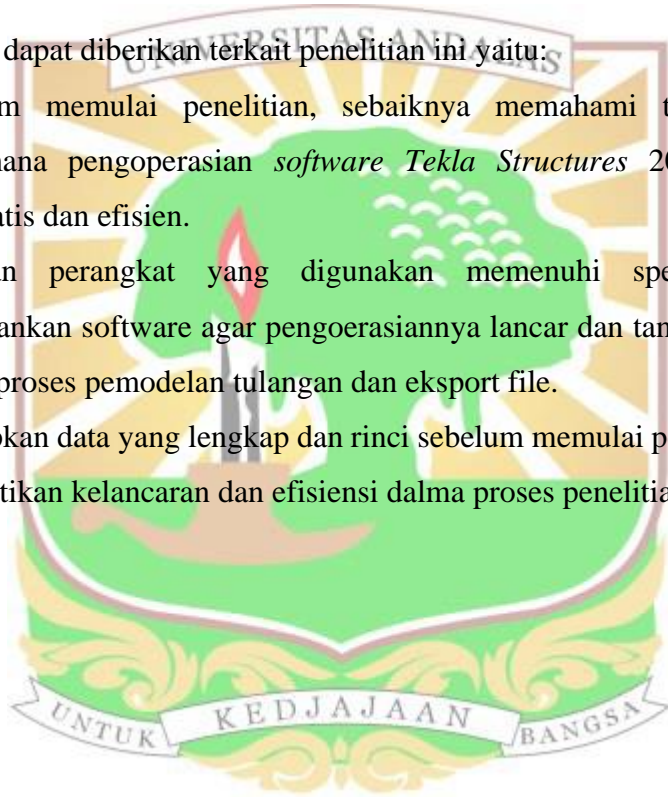 UNIVERSITAS ANDALAS
dapat diberikan terkait penelitian ini yaitu:
m memulai penelitian, sebaiknya memahami t
nana pengoperasian software Tekla Structures 20
atis dan efisien.
n perangkat yang digunakan memenuhi spe
ankan software agar pengoerasiannya lancar dan tan
proses pemodelan tulangan dan eksport file.
okan data yang lengkap dan rinci sebelum memulai p
tikan kelancaran dan efisiensi dalma proses penelitia
UNTUK KEDJAJAAN BANGSA